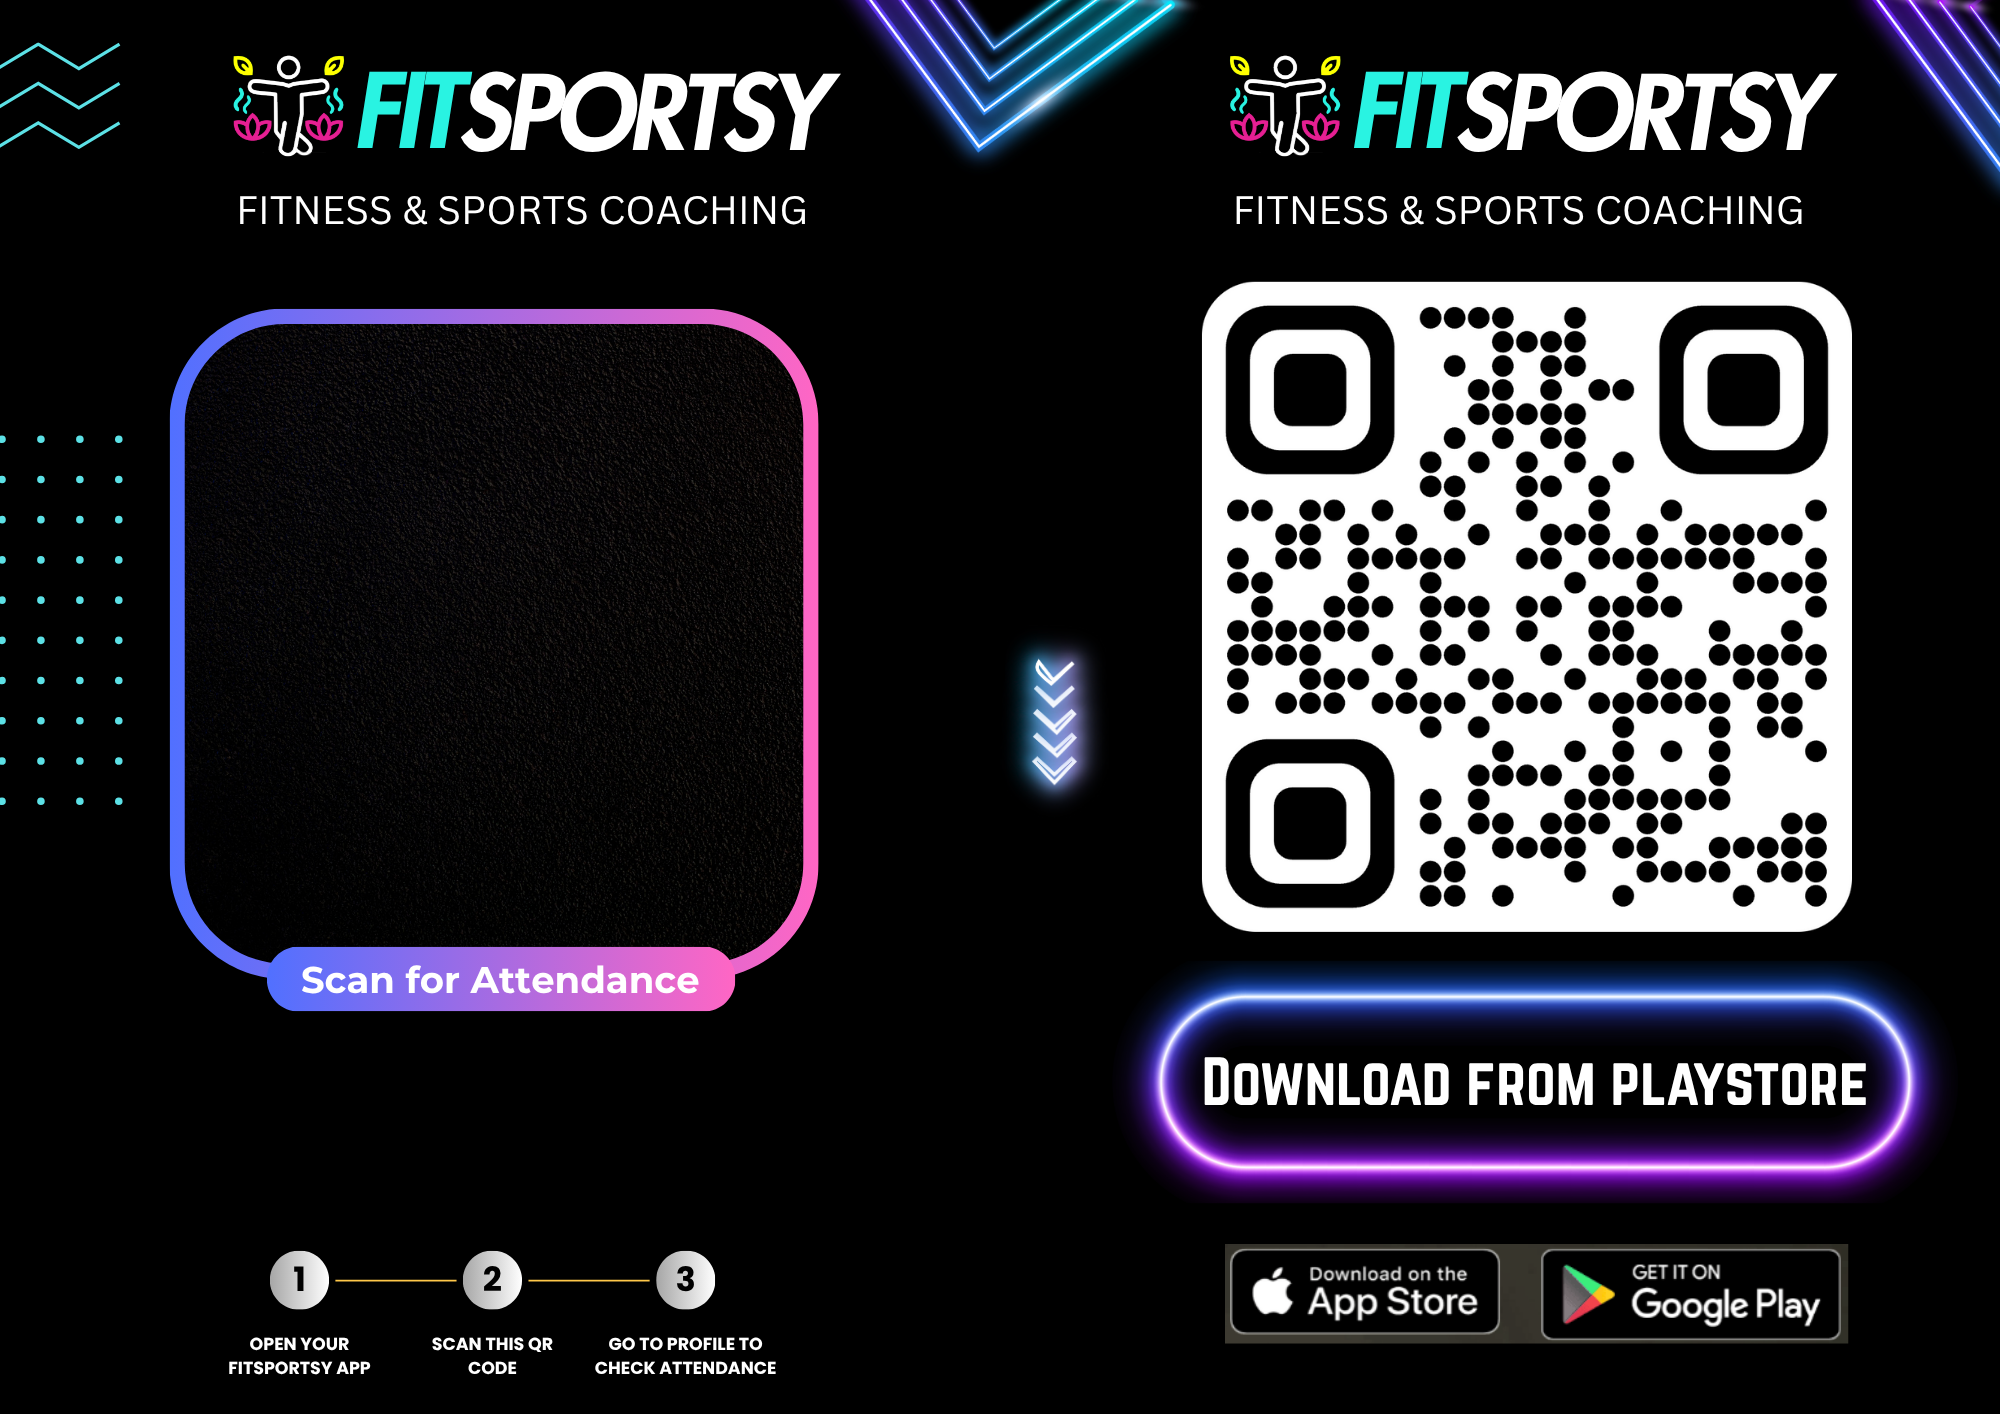 FITSPORTSY
FITNESS & SPORTS COACHING
Scan for Attendance
1
2
3
OPEN YOUR
FITSPORTSY APP
SCAN THIS QR
CODE
GO TO PROFILE TO
CHECK ATTENDANCE
FITSPORTSY
FITNESS & SPORTS COACHING
DOWNLOAD FROM PLAYSTORE
Download on the
App Store
GET IT ON
Google Play